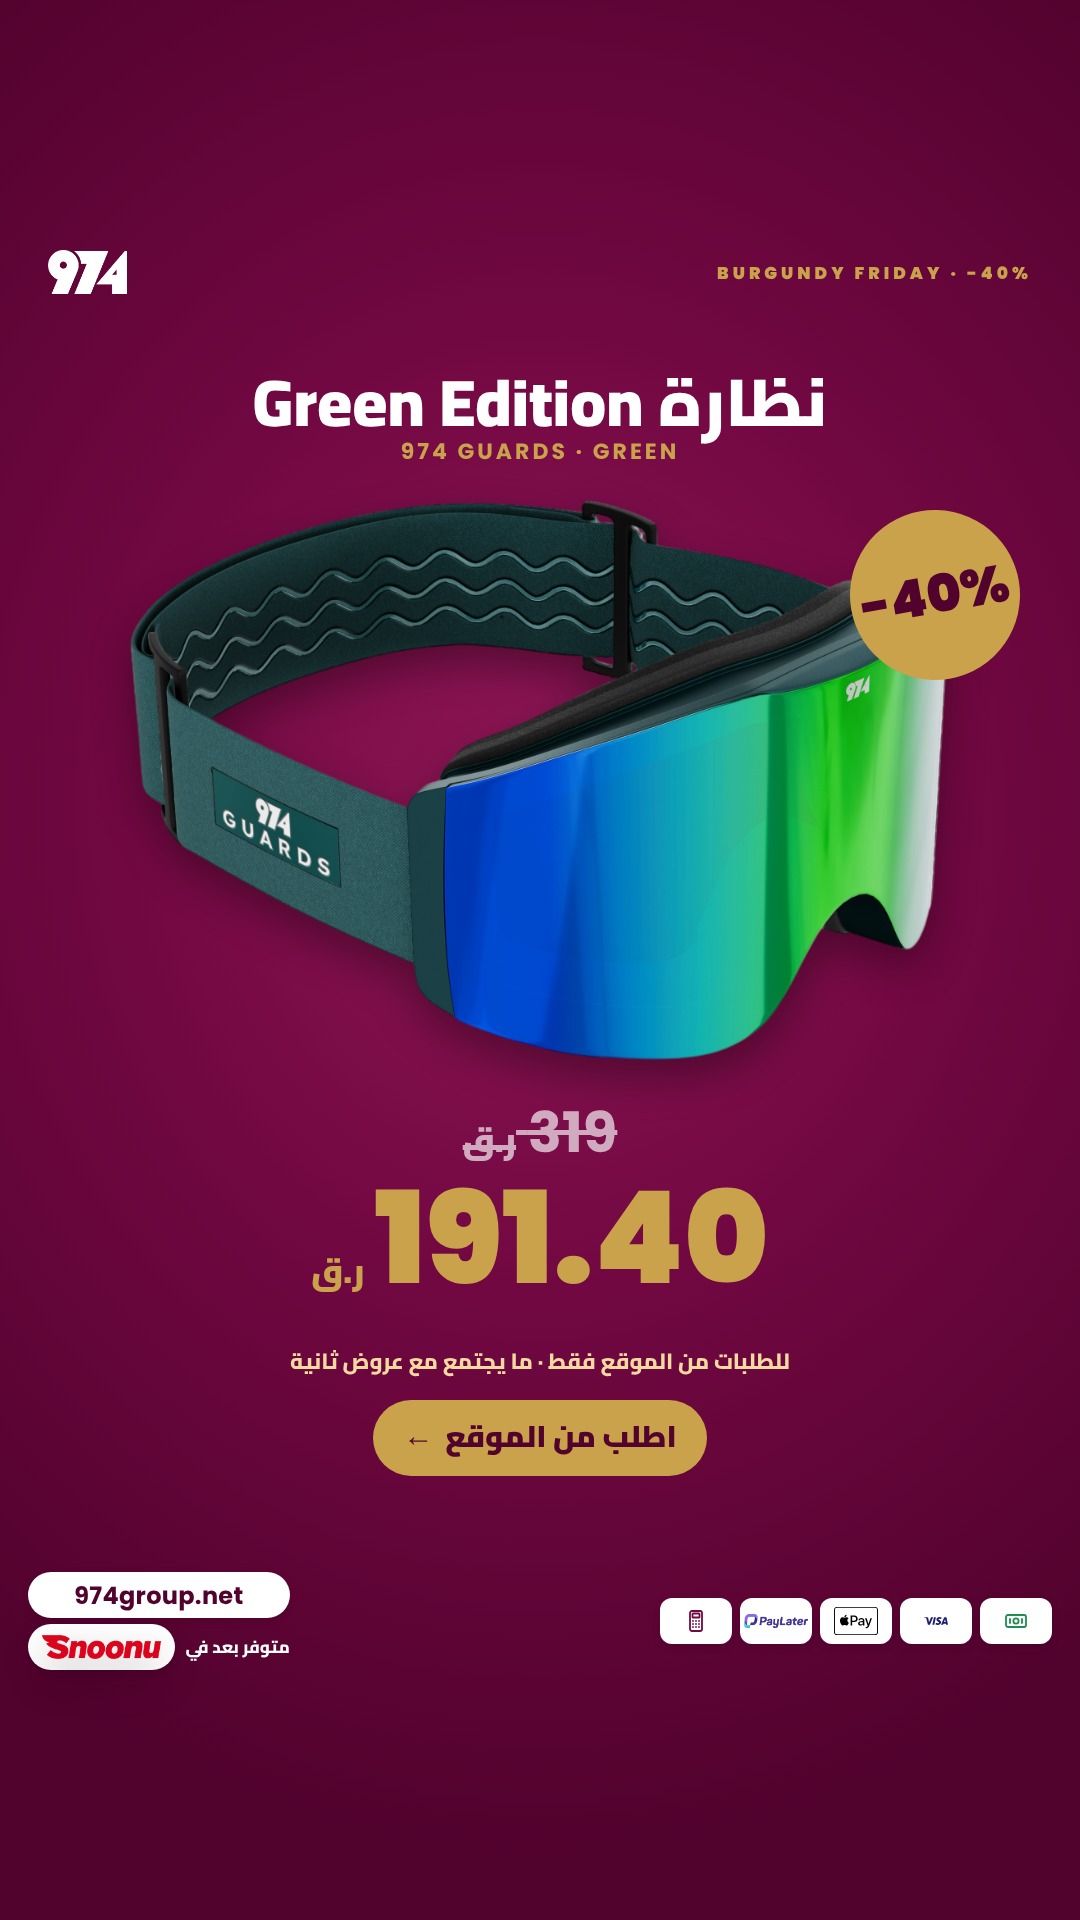 974
BURGUNDY FRIDAY · −40%
نظارة Green Edition
974 GUARDS · GREEN
−40%
974
974
GUARDS
319 ر.ق
191.40 ر.ق
للطلبات من الموقع فقط · ما يجتمع مع عروض ثانية
اطلب من الموقع ←
974group.net
متوفر بعد في Snoonu
PayLater
Pay
VISA